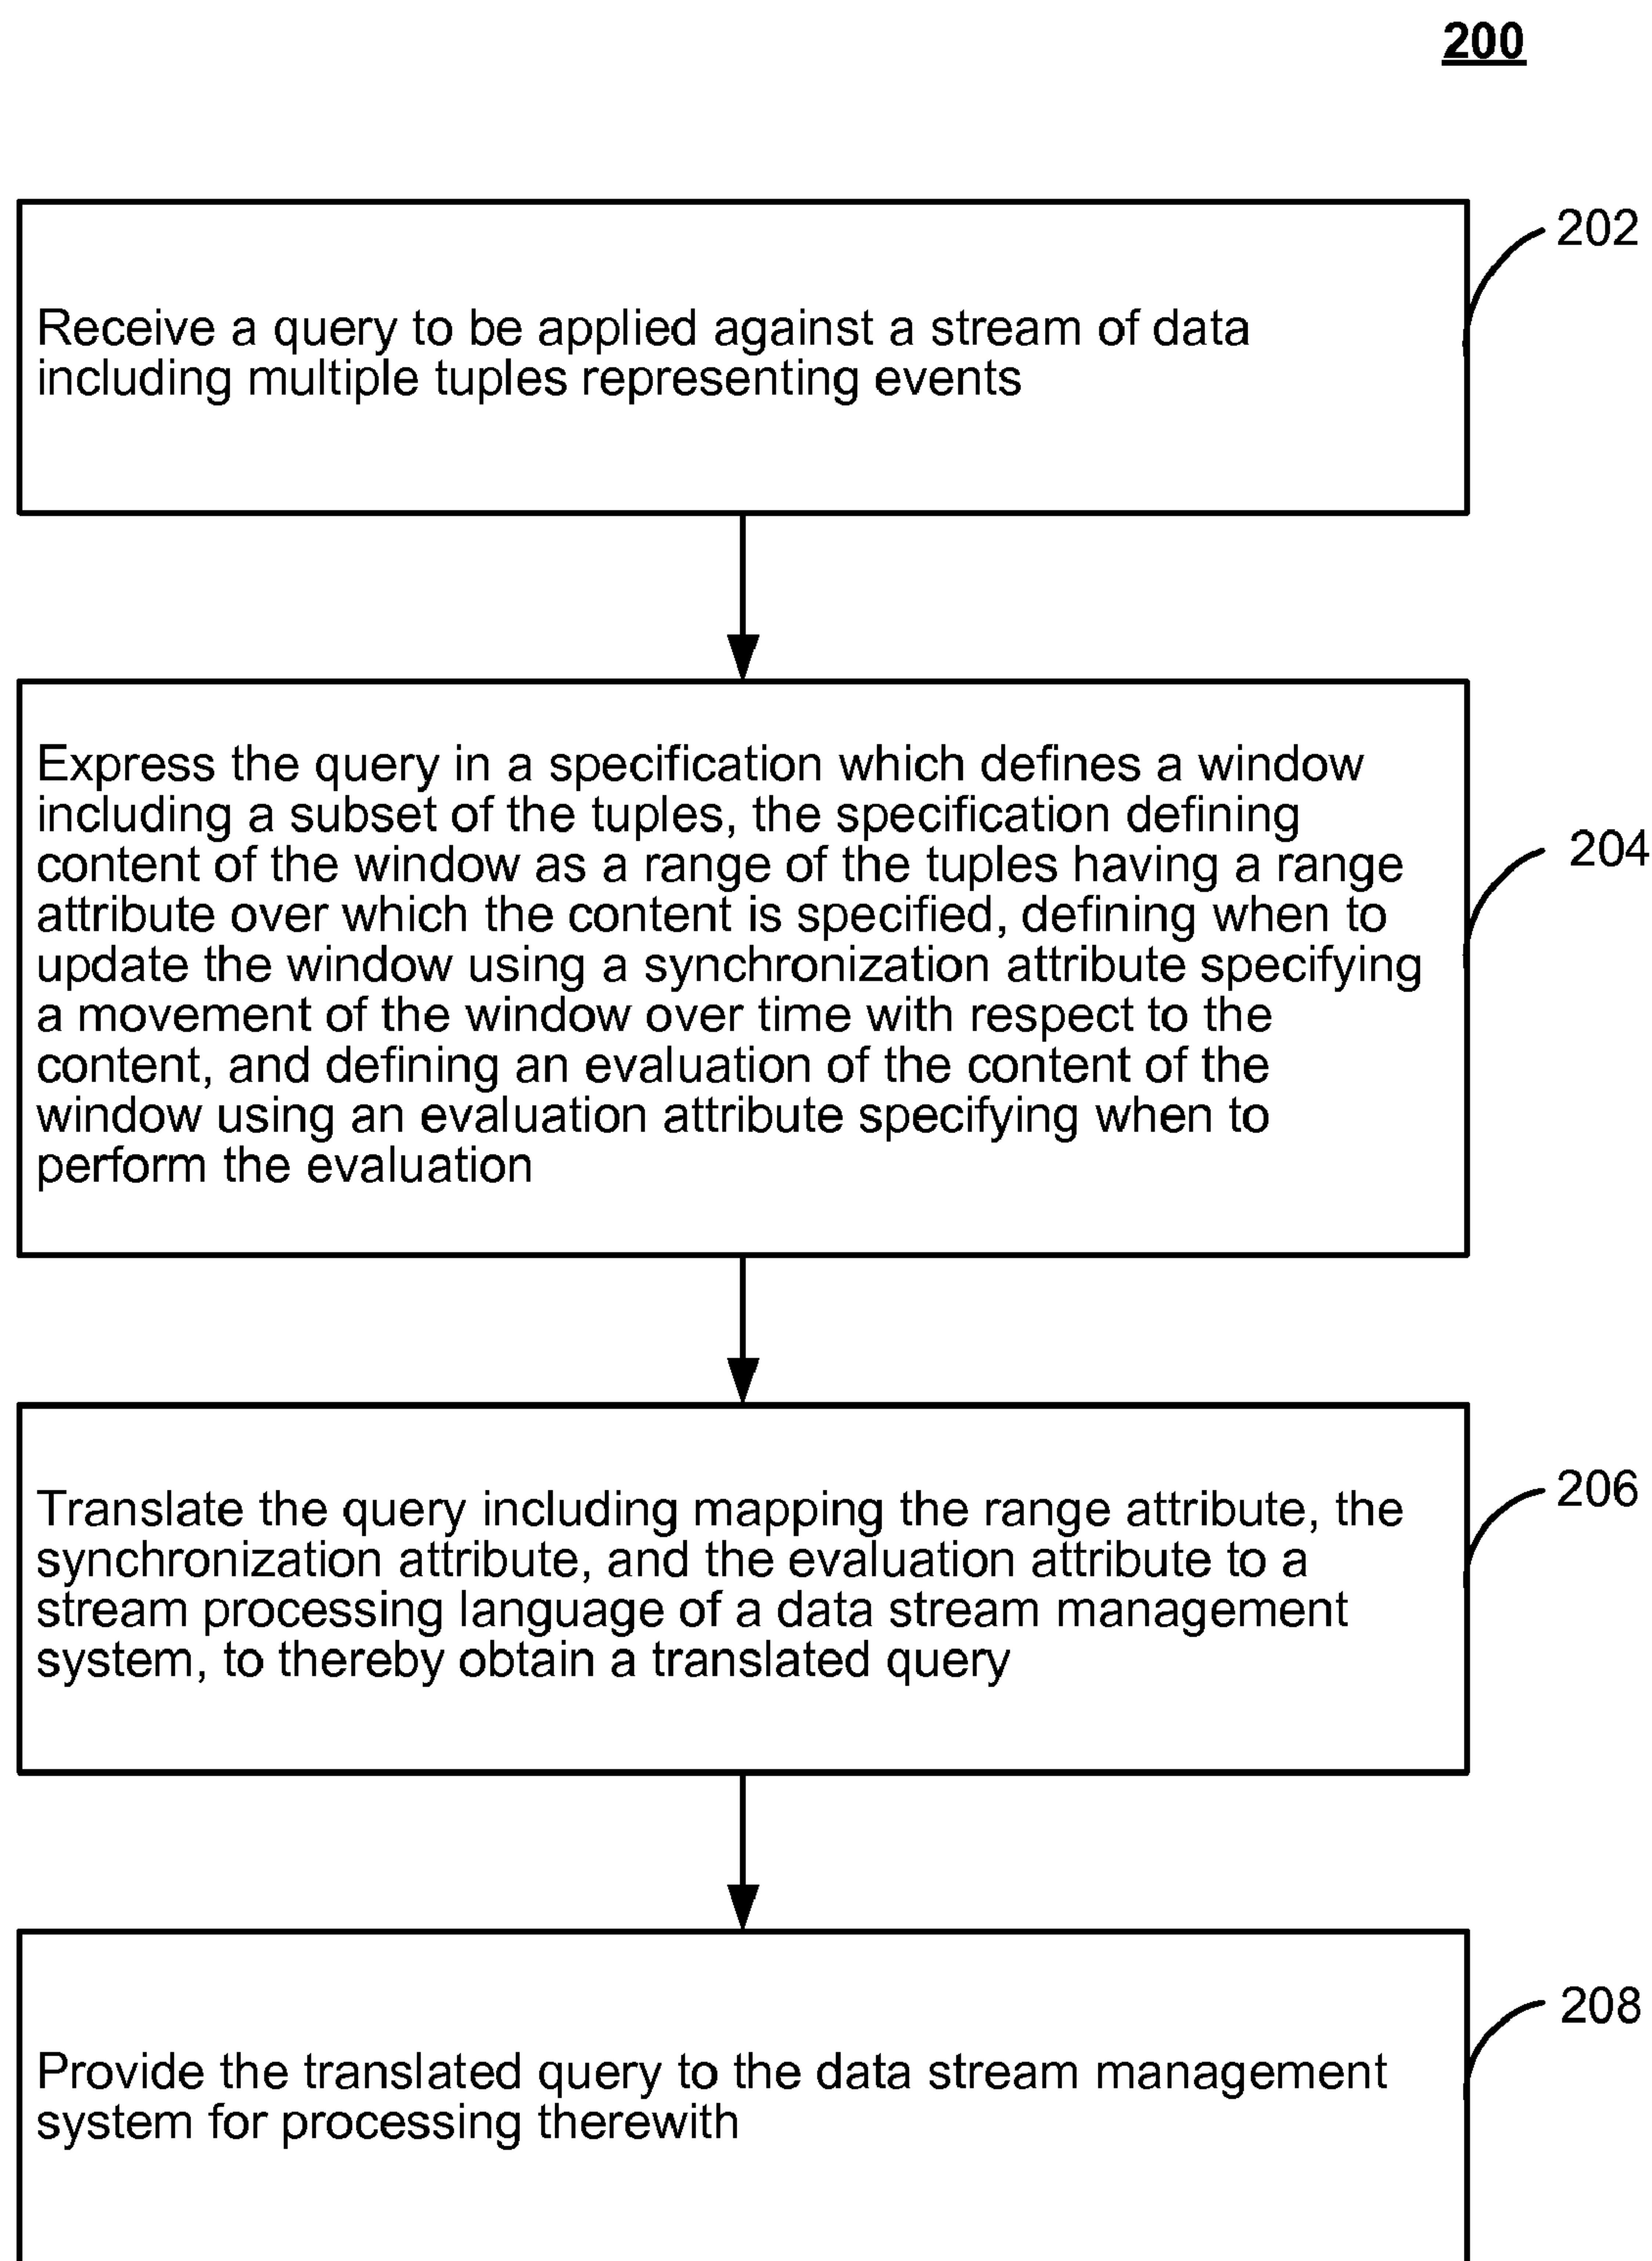 200
202
Receive a query to be applied against a stream of data
including multiple tuples representing events
Express the query in a specification which defines a window
including a subset of the tuples, the specification defining
content of the window as a range of the tuples having a range
204
attribute over which the content is specified, defining when to
update the window using a synchronization attribute specifying
a movement of the window over time with respect to the
content, and defining an evaluation of the content of the
window using an evaluation attribute specifying when to
perform the evaluation
206
Translate the query including mapping the range attribute, the
synchronization attribute, and the evaluation attribute to a
stream processing language of a data stream management
system, to thereby obtain a translated query
208
Provide the translated query to the data stream management
system for processing therewith